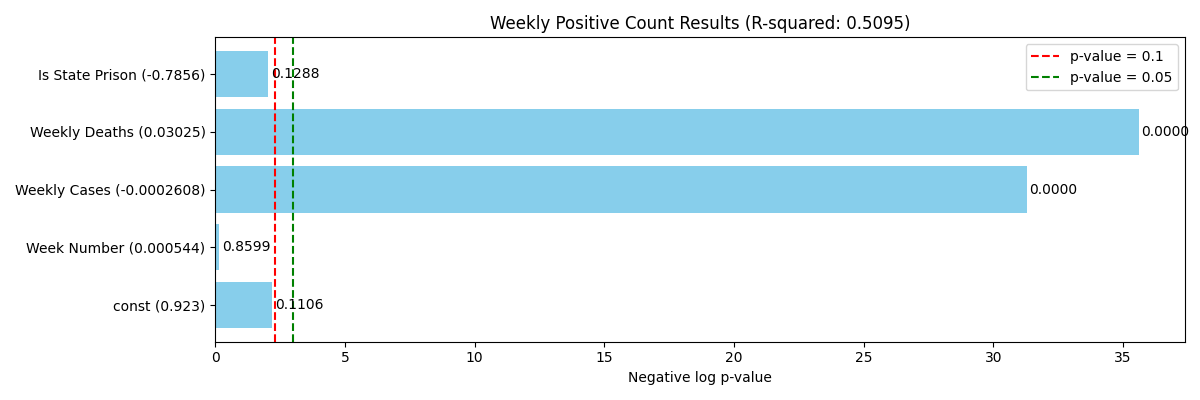 Weekly Positive Count Results (R-squared: 0.5095)
p-value = 0.1
p-value = 0.05
Is State Prison (-0.7856)
0.1288
Weekly Deaths (0.03025)
0.0000
Weekly Cases (-0.0002608)
0.0000
Week Number (0.000544)
0.8599
const (0.923)
0.1106
0 5 10 15 20 25 30 35
Negative log p-value